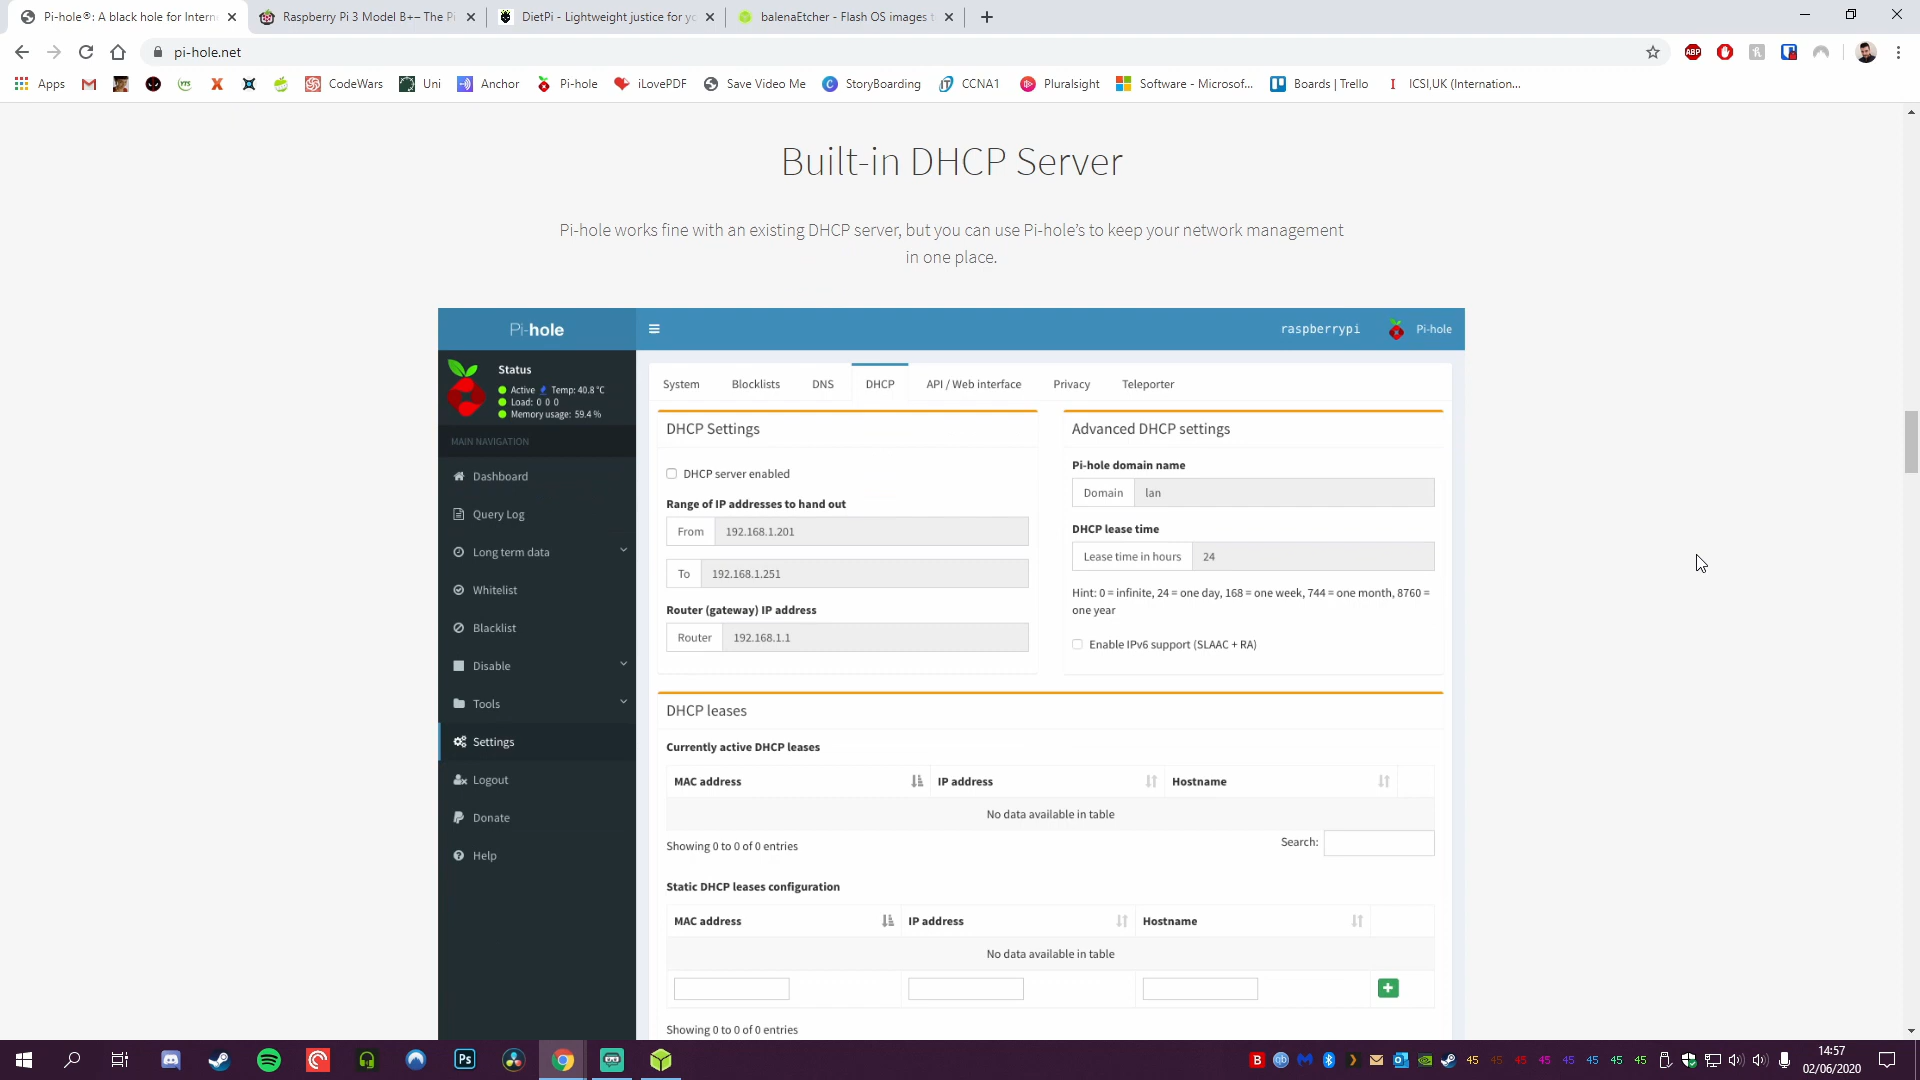 Pi-hole®: A black hole for Intern
Raspberry Pi 3 Model B+– The Pi
DietPi - Lightweight justice for yo
balenaEtcher - Flash OS images t
pi-hole.net
ABP
Apps
CodeWars
Uni
Anchor
Pi-hole
iLovePDF
Save Video Me
StoryBoarding
CCNA1
Pluralsight
Software - Microsof...
Boards | Trello
ICSI,UK (Internation...
Built-in DHCP Server
Pi-hole works fine with an existing DHCP server, but you can use Pi-hole’s to keep your network management
in one place.
Pi-hole
raspberrypi
Pi-hole
Status
Active Temp: 40.8 °C
Load: 0 0 0
Memory usage: 59.4 %
MAIN NAVIGATION
Dashboard
Query Log
Long term data
Whitelist
Blacklist
Disable
Tools
Settings
Logout
Donate
Help
System
Blocklists
DNS
DHCP
API / Web interface
Privacy
Teleporter
DHCP Settings
DHCP server enabled
Range of IP addresses to hand out
From 192.168.1.201
To 192.168.1.251
Router (gateway) IP address
Router 192.168.1.1
Advanced DHCP settings
Pi-hole domain name
Domain lan
DHCP lease time
Lease time in hours 24
Hint: 0 = infinite, 24 = one day, 168 = one week, 744 = one month, 8760 =
one year
Enable IPv6 support (SLAAC + RA)
DHCP leases
Currently active DHCP leases
MAC address IP address Hostname
No data available in table
Showing 0 to 0 of 0 entries
Search:
Static DHCP leases configuration
MAC address IP address Hostname
No data available in table
Showing 0 to 0 of 0 entries
Ps
B
45 45 45 45 45 45 45 45
14:57
02/06/2020